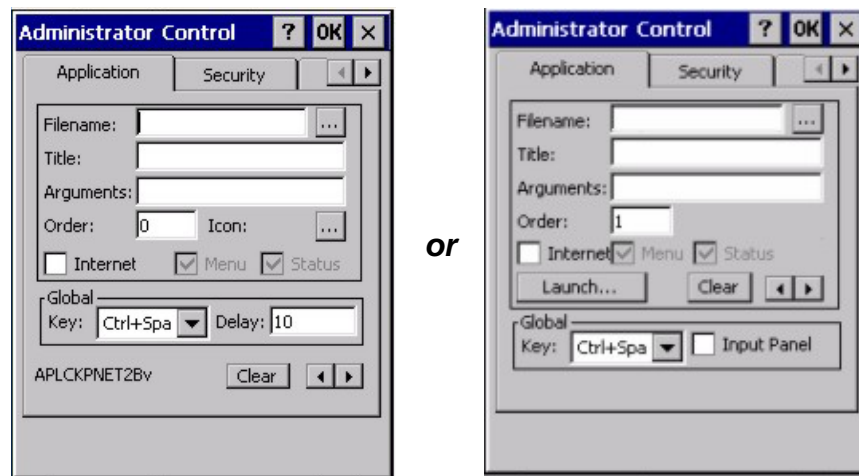 Administrator Control ? OK ×
Application Security
Filename: ...
Title:
Arguments:
Order: 0 Icon: ...
Internet Menu Status
Global
Key: Ctrl+Spa Delay: 10
APLCKPNET2Bv Clear
or
Administrator Control ? OK ×
Application Security
Filename: ...
Title:
Arguments:
Order: 1
Internet Menu Status
Launch... Clear
Global
Key: Ctrl+Spa Input Panel